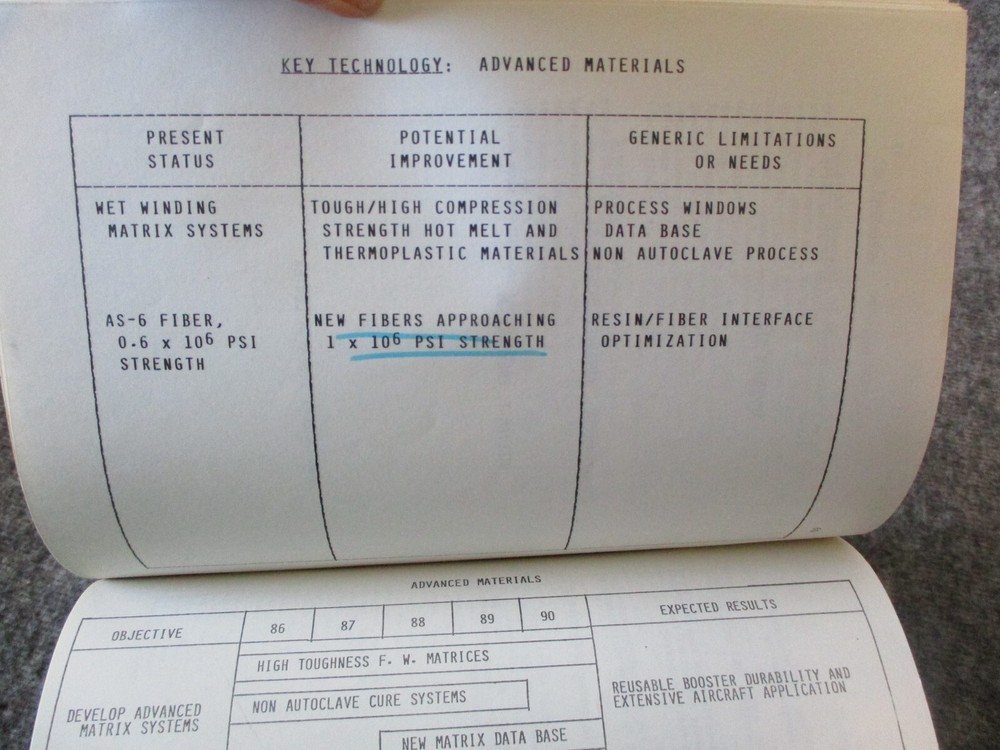 KEY TECHNOLOGY: ADVANCED MATERIALS
PRESENT
STATUS
POTENTIAL
IMPROVEMENT
GENERIC LIMITATIONS
OR NEEDS
WET WINDING
MATRIX SYSTEMS
TOUGH/HIGH COMPRESSION
STRENGTH HOT MELT AND
THERMOPLASTIC MATERIALS
PROCESS WINDOWS
DATA BASE
NON AUTOCLAVE PROCESS
AS-6 FIBER,
0.6 x 10⁶ PSI
STRENGTH
NEW FIBERS APPROACHING
1 x 10⁶ PSI STRENGTH
RESIN/FIBER INTERFACE
OPTIMIZATION
ADVANCED MATERIALS
OBJECTIVE
86
87
88
89
90
EXPECTED RESULTS
DEVELOP ADVANCED
MATRIX SYSTEMS
HIGH TOUGHNESS F. W. MATRICES
NON AUTOCLAVE CURE SYSTEMS
NEW MATRIX DATA BASE
REUSABLE BOOSTER DURABILITY AND
EXTENSIVE AIRCRAFT APPLICATION